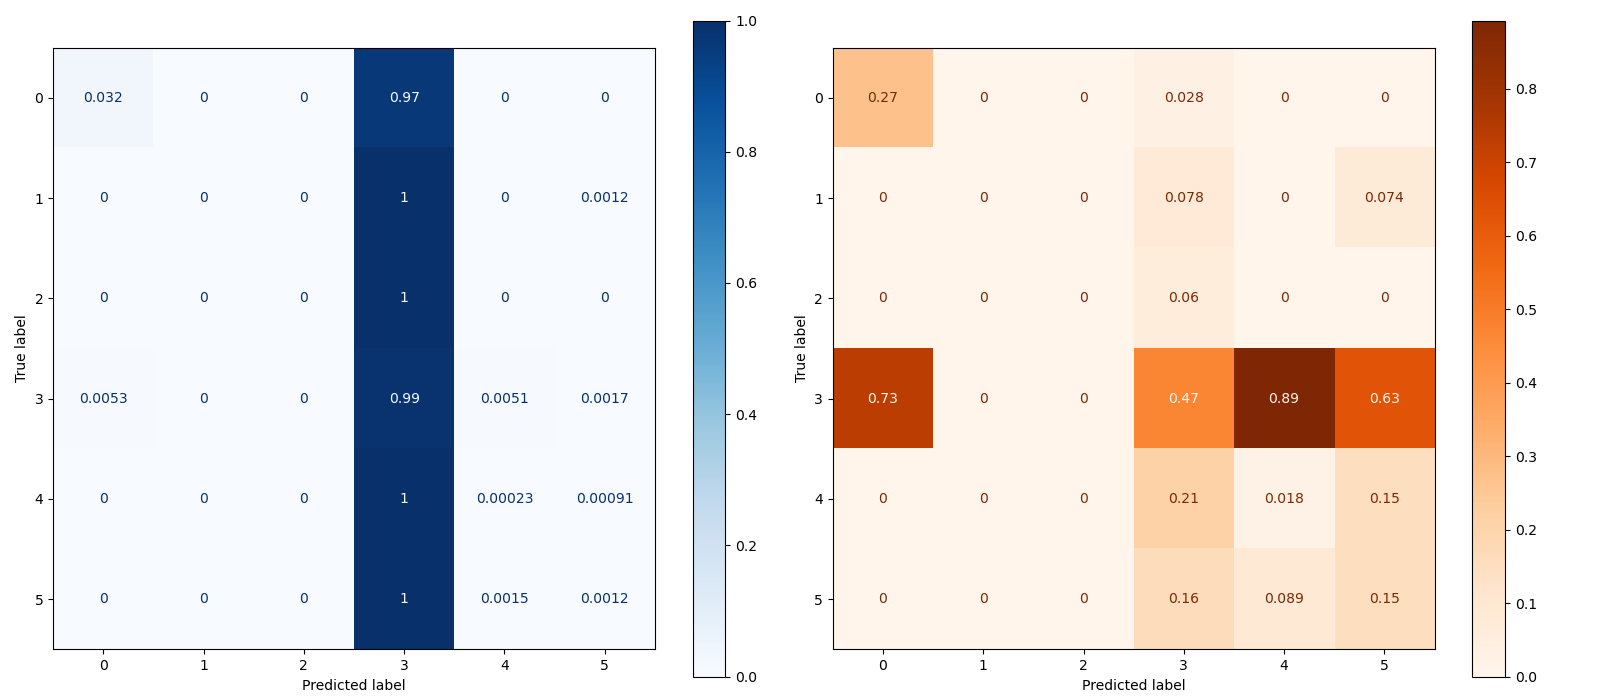 1.0
0 0.032 0 0 0.97 0 0
0.8
1 0 0 0 1 0 0.0012
0.6
2 0 0 0 1 0 0
True label
3 0.0053 0 0 0.99 0.0051 0.0017
0.4
4 0 0 0 1 0.00023 0.00091
0.2
5 0 0 0 1 0.0015 0.0012
0.0
0 1 2 3 4 5
Predicted label
0 0.27 0 0 0.028 0 0
0.8
0.7
1 0 0 0 0.078 0 0.074
0.6
2 0 0 0 0.06 0 0
0.5
True label
3 0.73 0 0 0.47 0.89 0.63
0.4
0.3
4 0 0 0 0.21 0.018 0.15
0.2
5 0 0 0 0.16 0.089 0.15
0.1
0.0
0 1 2 3 4 5
Predicted label